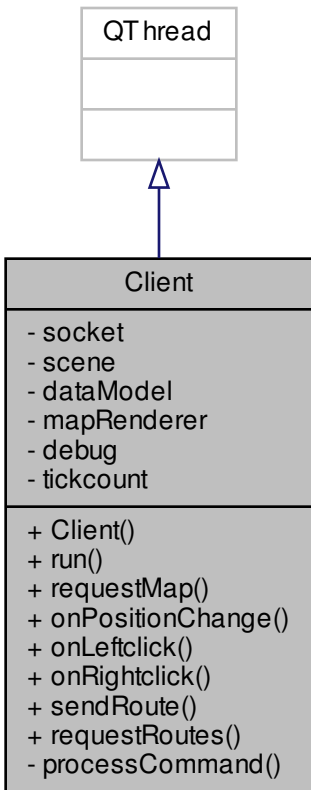 QThread
Client
- socket
- scene
- dataModel
- mapRenderer
- debug
- tickcount
+ Client()
+ run()
+ requestMap()
+ onPositionChange()
+ onLeftclick()
+ onRightclick()
+ sendRoute()
+ requestRoutes()
- processCommand()